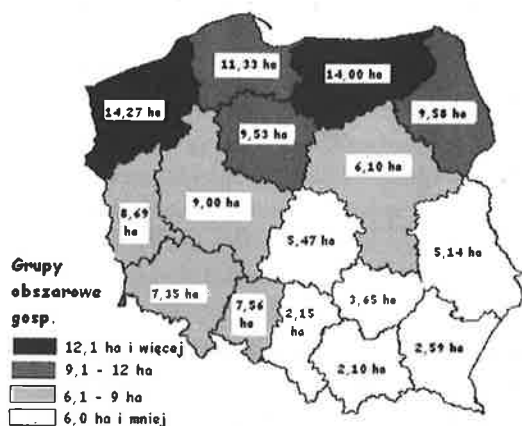 11,33 ha
14,00 ha
14,27 ha
9,58 ha
9,53 ha
6,10 ha
9,00 ha
8,69
ha
5,47 ha
5,14 ha
Grupy
obszarowe
gosp.
7,35 ha
7,56
ha
2,15
ha
3,65 ha
2,59 ha
2,10 ha
12,1 ha i więcej
9,1 - 12 ha
6,1 - 9 ha
6,0 ha i mniej